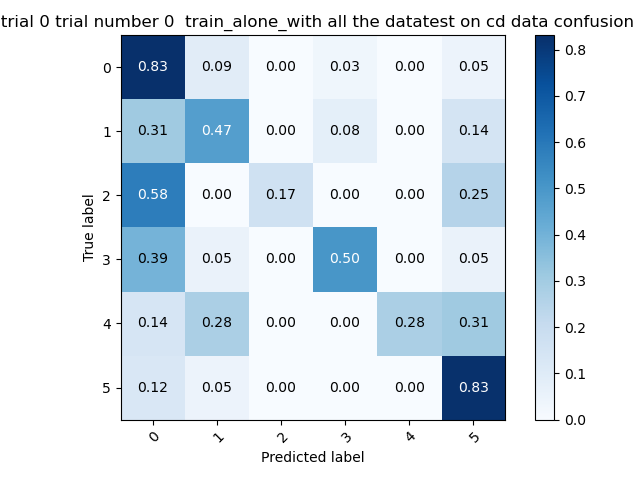 trial 0 trial number 0  train_alone_with all the datatest on cd data confusion
0 0.83 0.09 0.00 0.03 0.00 0.05
1 0.31 0.47 0.00 0.08 0.00 0.14
2 0.58 0.00 0.17 0.00 0.00 0.25
3 0.39 0.05 0.00 0.50 0.00 0.05
4 0.14 0.28 0.00 0.00 0.28 0.31
5 0.12 0.05 0.00 0.00 0.00 0.83
0 1 2 3 4 5
True label
Predicted label
0.8
0.7
0.6
0.5
0.4
0.3
0.2
0.1
0.0